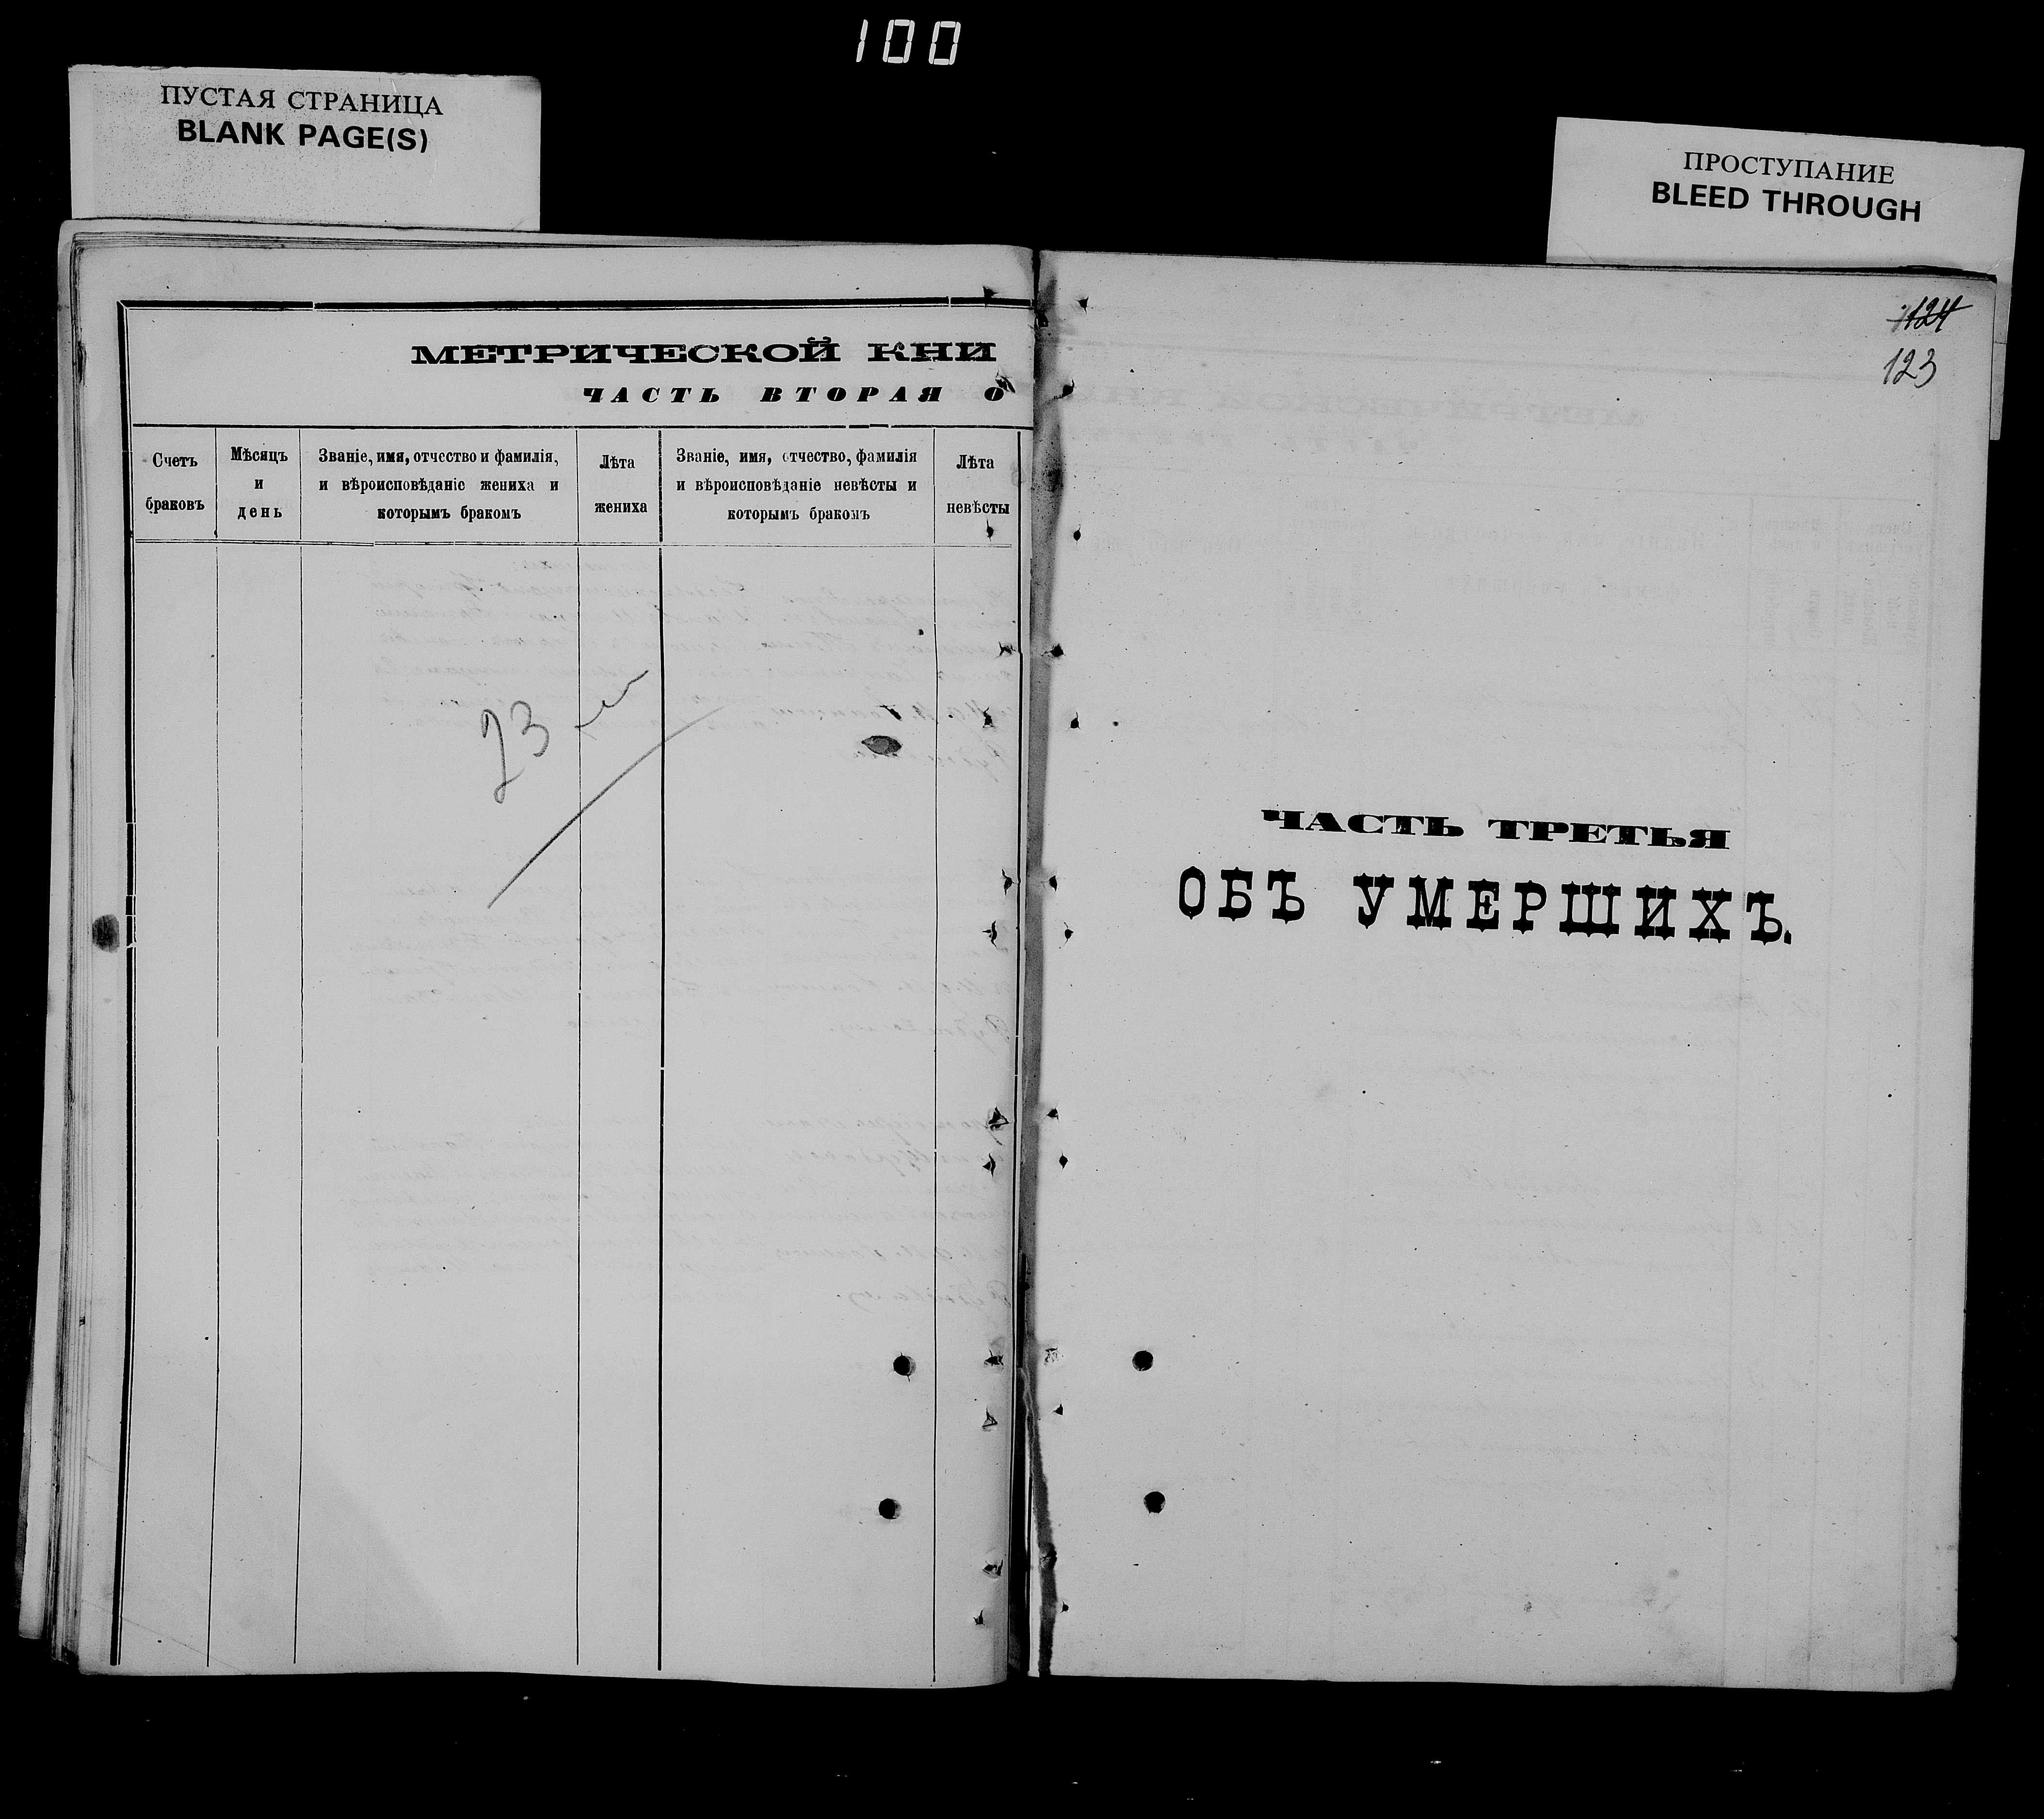 100
ПУСТАЯ СТРАНИЦА
BLANK PAGE(S)
ПРОСТУПАНИЕ
BLEED THROUGH
МЕТРИЧЕСКОЙ КНИ
ЧАСТЬ ВТОРАЯ О
Счетъ
браковъ
Мѣсяцъ
и
день
Званіе, имя, отчество и фамилія,
и вѣроисповѣданіе жениха и
которымъ бракомъ
Лѣта
жениха
Званіе, имя, отчество, фамилія
и вѣроисповѣданіе невѣсты и
которымъ бракомъ
Лѣта
невѣсты
23
124
123
ЧАСТЬ ТРЕТЬЯ
ОБЪ УМЕРШИХЪ.